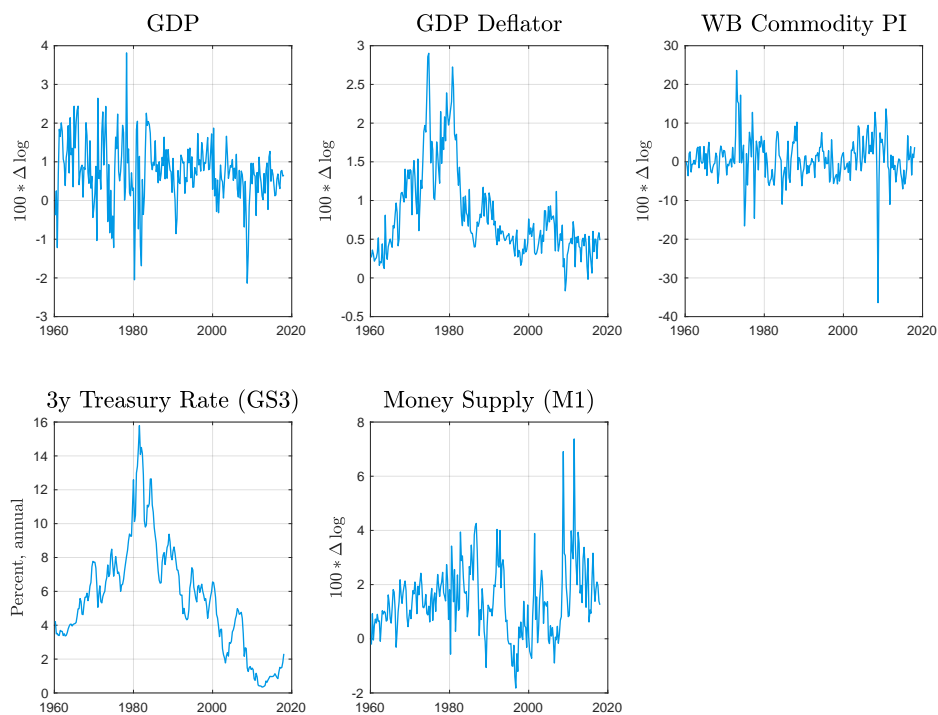 GDP
4
3
2
1
0
-1
-2
-3
100 * Δ log
1960 1980 2000 2020
GDP Deflator
3
2.5
2
1.5
1
0.5
0
-0.5
100 * Δ log
1960 1980 2000 2020
WB Commodity PI
30
20
10
0
-10
-20
-30
-40
100 * Δ log
1960 1980 2000 2020
3y Treasury Rate (GS3)
16
14
12
10
8
6
4
2
0
Percent, annual
1960 1980 2000 2020
Money Supply (M1)
8
6
4
2
0
-2
100 * Δ log
1960 1980 2000 2020